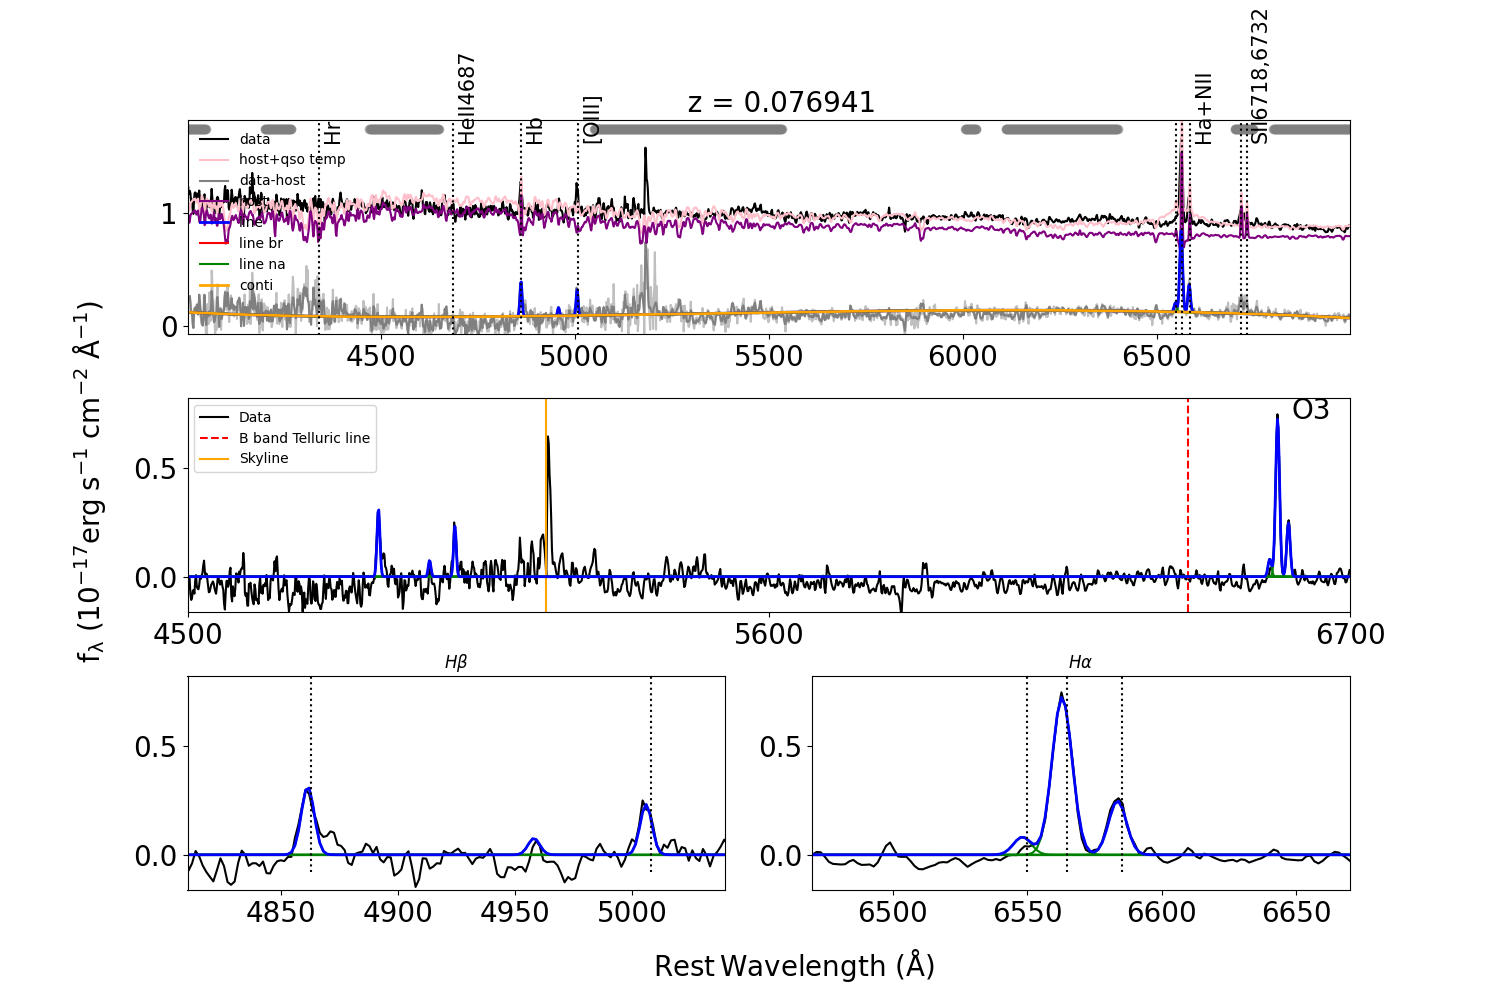 z = 0.076941
Hr
HeII4687
Hb
[OIII]
Ha+NII
SII6718,6732
data
host+qso temp
data-host
line
line br
line na
conti
1
0
4500
5000
5500
6000
6500
fλ (10⁻¹⁷erg s⁻¹ cm⁻² Å⁻¹)
Data
B band Telluric line
Skyline
O3
0.5
0.0
4500
5600
6700
Hβ
0.5
0.0
4850
4900
4950
5000
Hα
0.5
0.0
6500
6550
6600
6650
Rest Wavelength (Å)